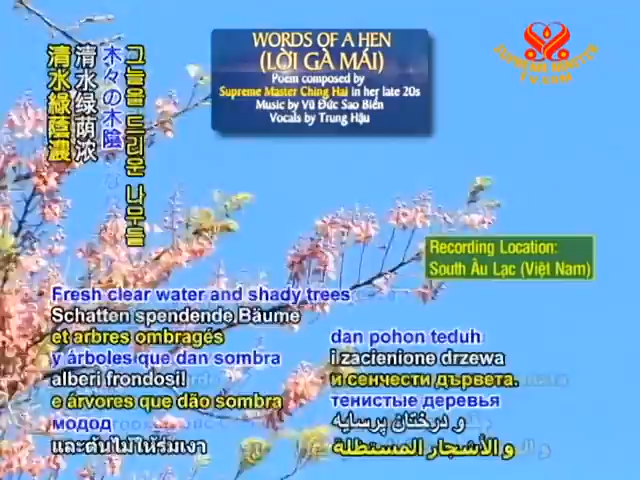 WORDS OF A HEN
(LỜI GÀ MÁI)
Poem composed by
Supreme Master Ching Hai in her late 20s
Music by Vũ Đức Sao Biển
Vocals by Trung Hậu
SUPREME MASTER
TV.COM
清水綠蔭濃
清水绿荫浓
木々の木陰
그늘을 드리운 나무들
Recording Location:
South Âu Lạc (Việt Nam)
Fresh clear water and shady trees
Schatten spendende Bäume
et arbres ombragés
y árboles que dan sombra
alberi frondosi!
e árvores que dão sombra
модод
และต้นไม้ให้ร่มเงา
dan pohon teduh
i zacienione drzewa
и сенчести дървета.
тенистые деревья
و درختان پرسایه
و الأشجار المستظلة